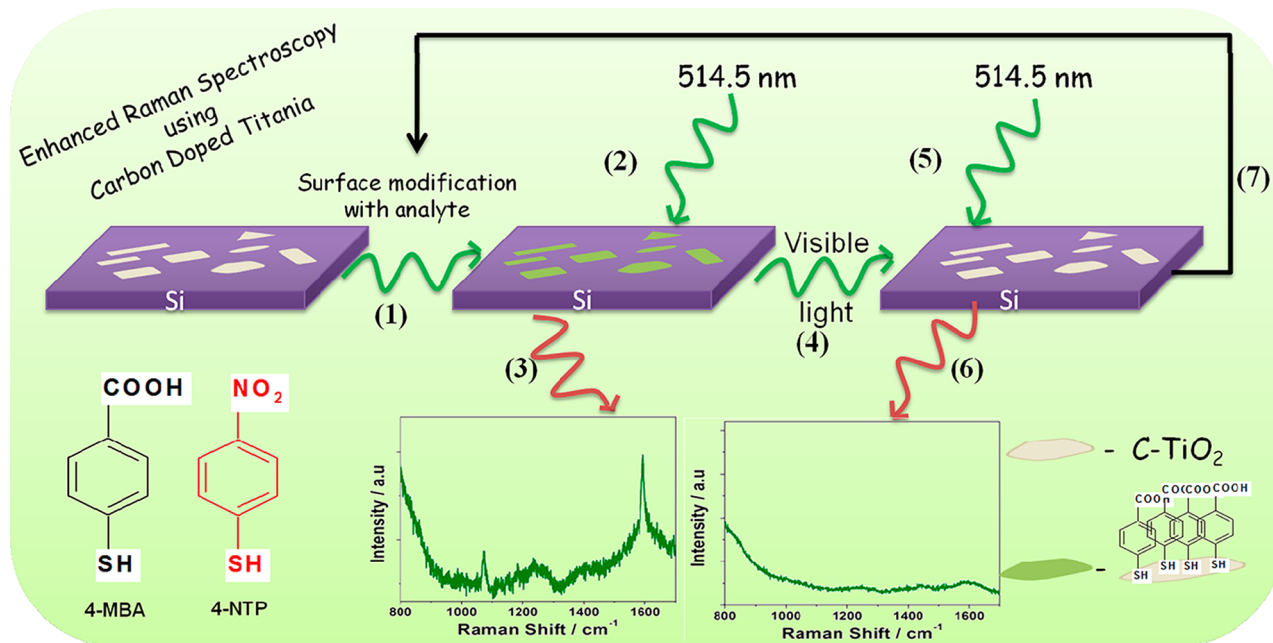 Enhanced Raman Spectroscopy
using
Carbon Doped Titania
514.5 nm
514.5 nm
(2)
(5)
(7)
Surface modification
with analyte
Visible
light
(1)
(4)
Si
Si
Si
(3)
(6)
COOH
SH
4-MBA
NO₂
SH
4-NTP
Intensity / a.u
800 1000 1200 1400 1600
Raman Shift / cm⁻¹
Intensity / a.u
800 1000 1200 1400 1600
Raman Shift / cm⁻¹
- C-TiO₂
-
COOH
SH SH SH SH